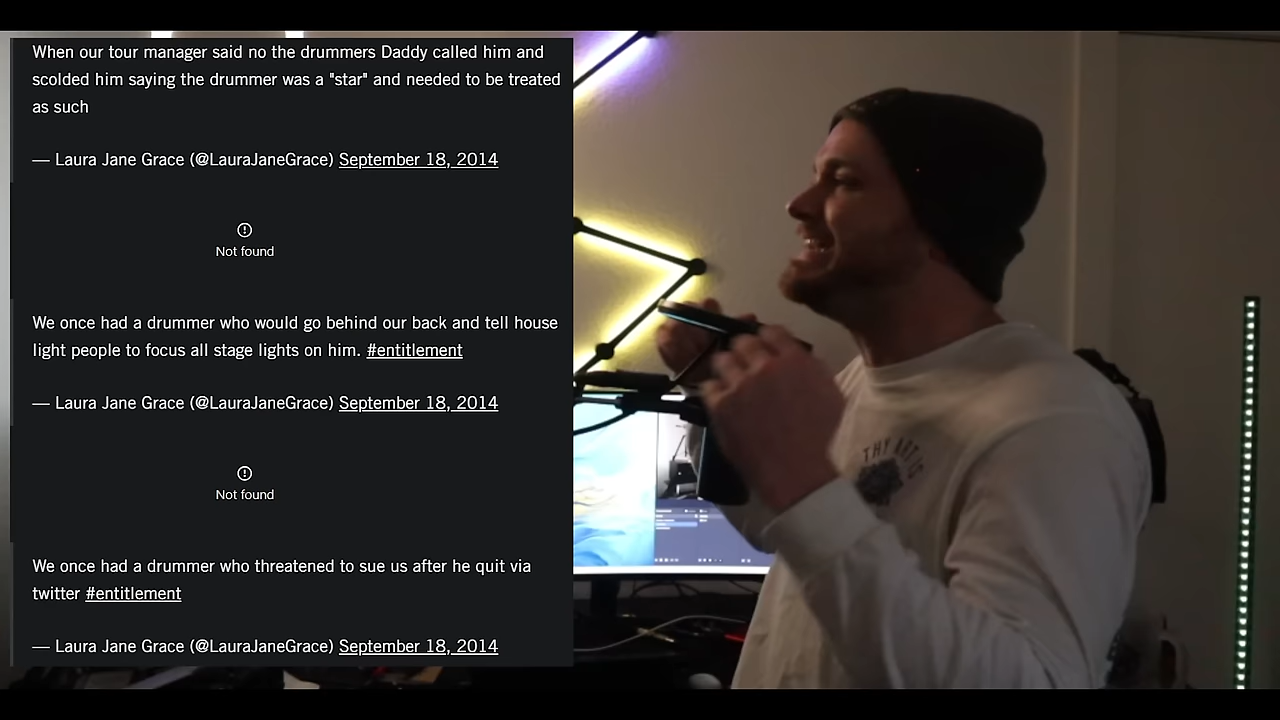 When our tour manager said no the drummers Daddy called him and
scolded him saying the drummer was a "star" and needed to be treated
as such
— Laura Jane Grace (@LauraJaneGrace) September 18, 2014
Not found
We once had a drummer who would go behind our back and tell house
light people to focus all stage lights on him. #entitlement
— Laura Jane Grace (@LauraJaneGrace) September 18, 2014
Not found
We once had a drummer who threatened to sue us after he quit via
twitter #entitlement
— Laura Jane Grace (@LauraJaneGrace) September 18, 2014
THY ART IS